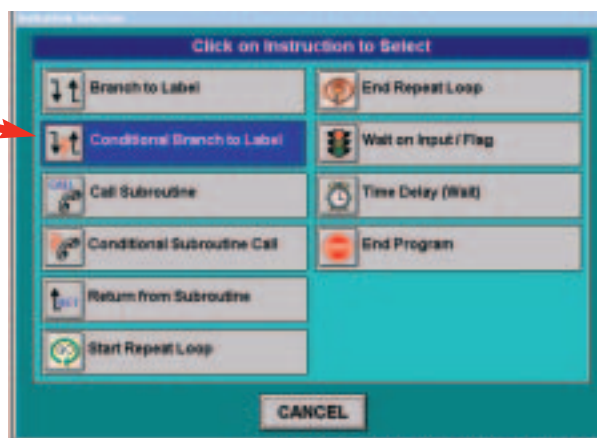 Instruction Selection
Click on Instruction to Select
Branch to Label
Conditional Branch to Label
CALL
Call Subroutine
Conditional Subroutine Call
RET
Return from Subroutine
Start Repeat Loop
End Repeat Loop
Wait on Input / Flag
Time Delay (Wait)
End Program
CANCEL